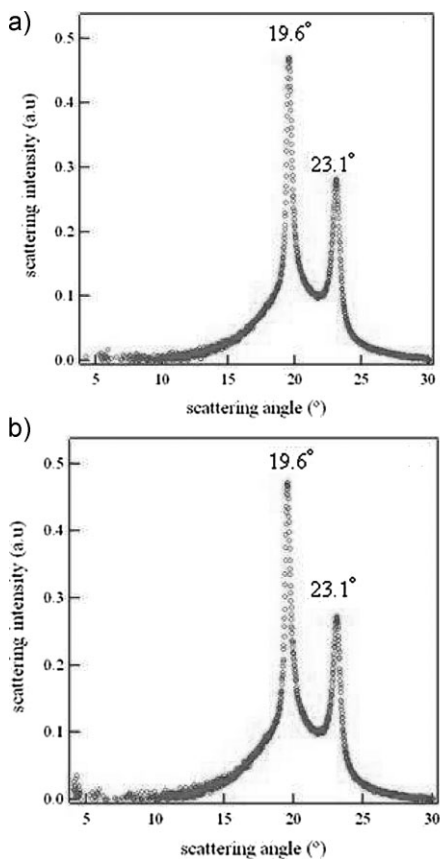 a)
19.6°
23.1°
0.5
0.4
0.3
0.2
0.1
0.0
scattering intensity (a.u)
5 10 15 20 25 30
scattering angle (°)
b)
19.6°
23.1°
0.5
0.4
0.3
0.2
0.1
0.0
scattering intensity (a.u)
5 10 15 20 25 30
scattering angle (°)